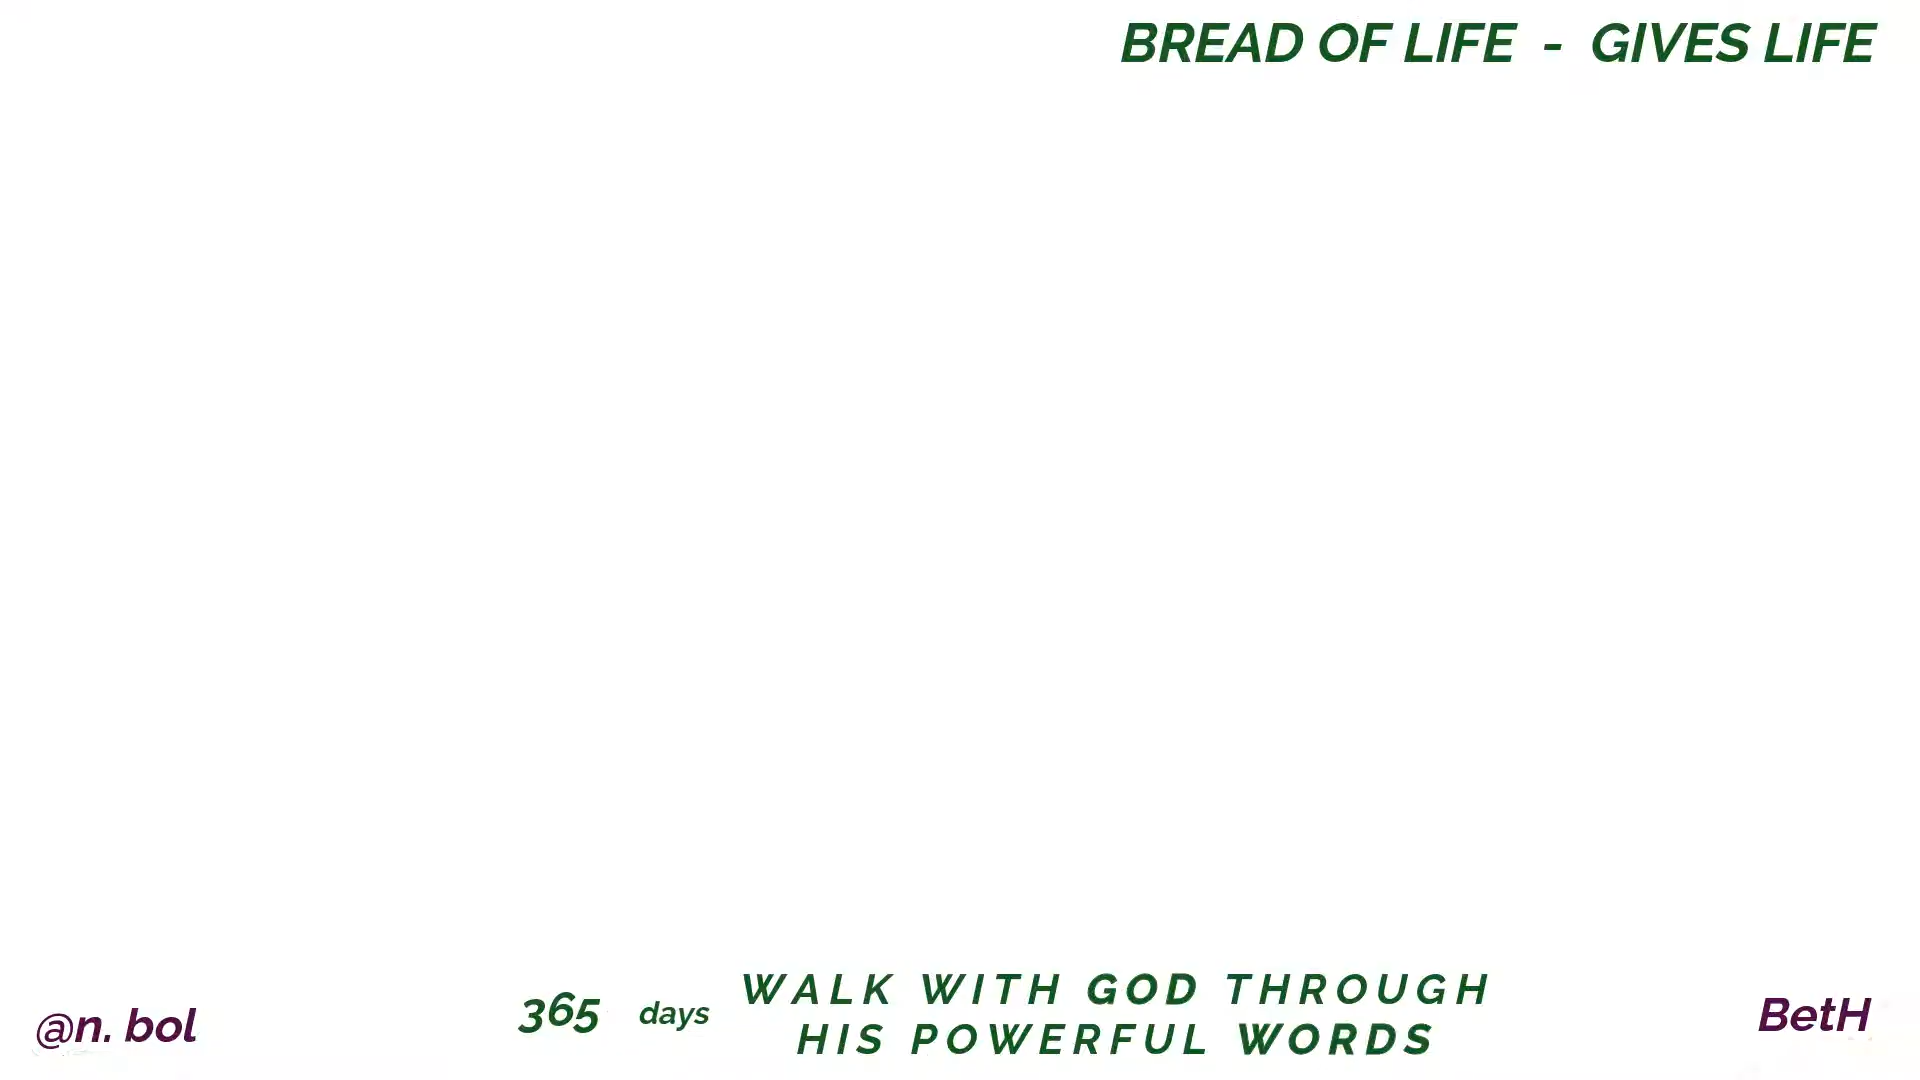 BREAD OF LIFE - GIVES LIFE
WALK WITH GOD THROUGH
365 days
HIS POWERFUL WORDS
@n. bol
BetH